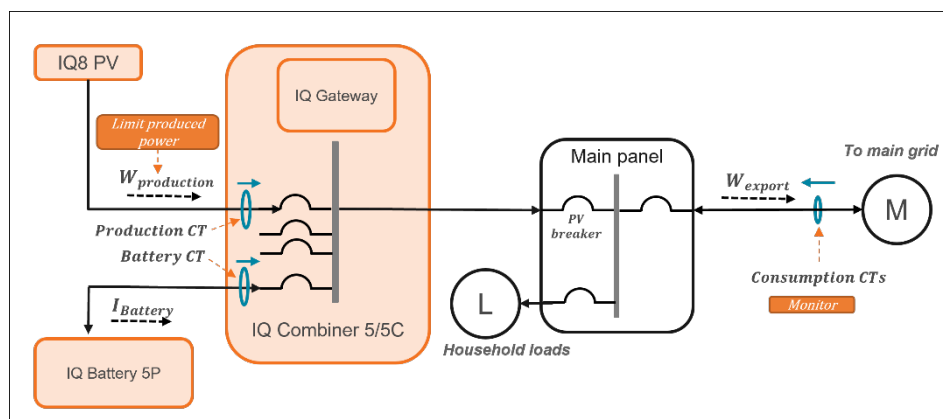 IQ8 PV
IQ Gateway
Limit produced
power
W_production
Production CT
Battery CT
I_Battery
IQ Battery 5P
IQ Combiner 5/5C
Main panel
PV
breaker
L
Household loads
To main grid
W_export
M
Consumption CTs
Monitor